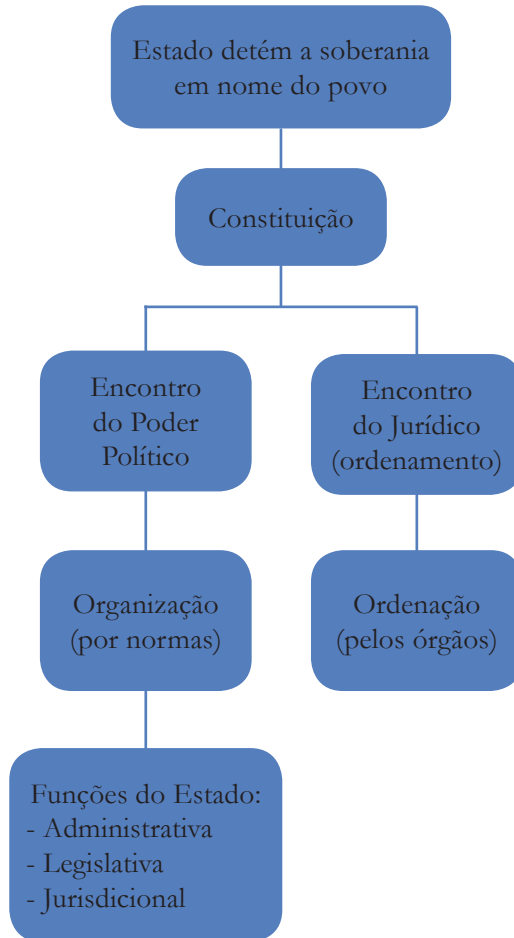 Estado detém a soberania
em nome do povo
Constituição
Encontro
do Poder
Político
Encontro
do Jurídico
(ordenamento)
Organização
(por normas)
Ordenação
(pelos órgãos)
Funções do Estado:
- Administrativa
- Legislativa
- Jurisdicional